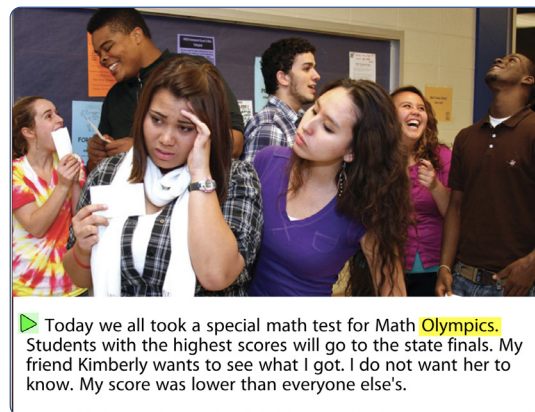 Today we all took a special math test for Math Olympics.
Students with the highest scores will go to the state finals. My
friend Kimberly wants to see what I got. I do not want her to
know. My score was lower than everyone else's.